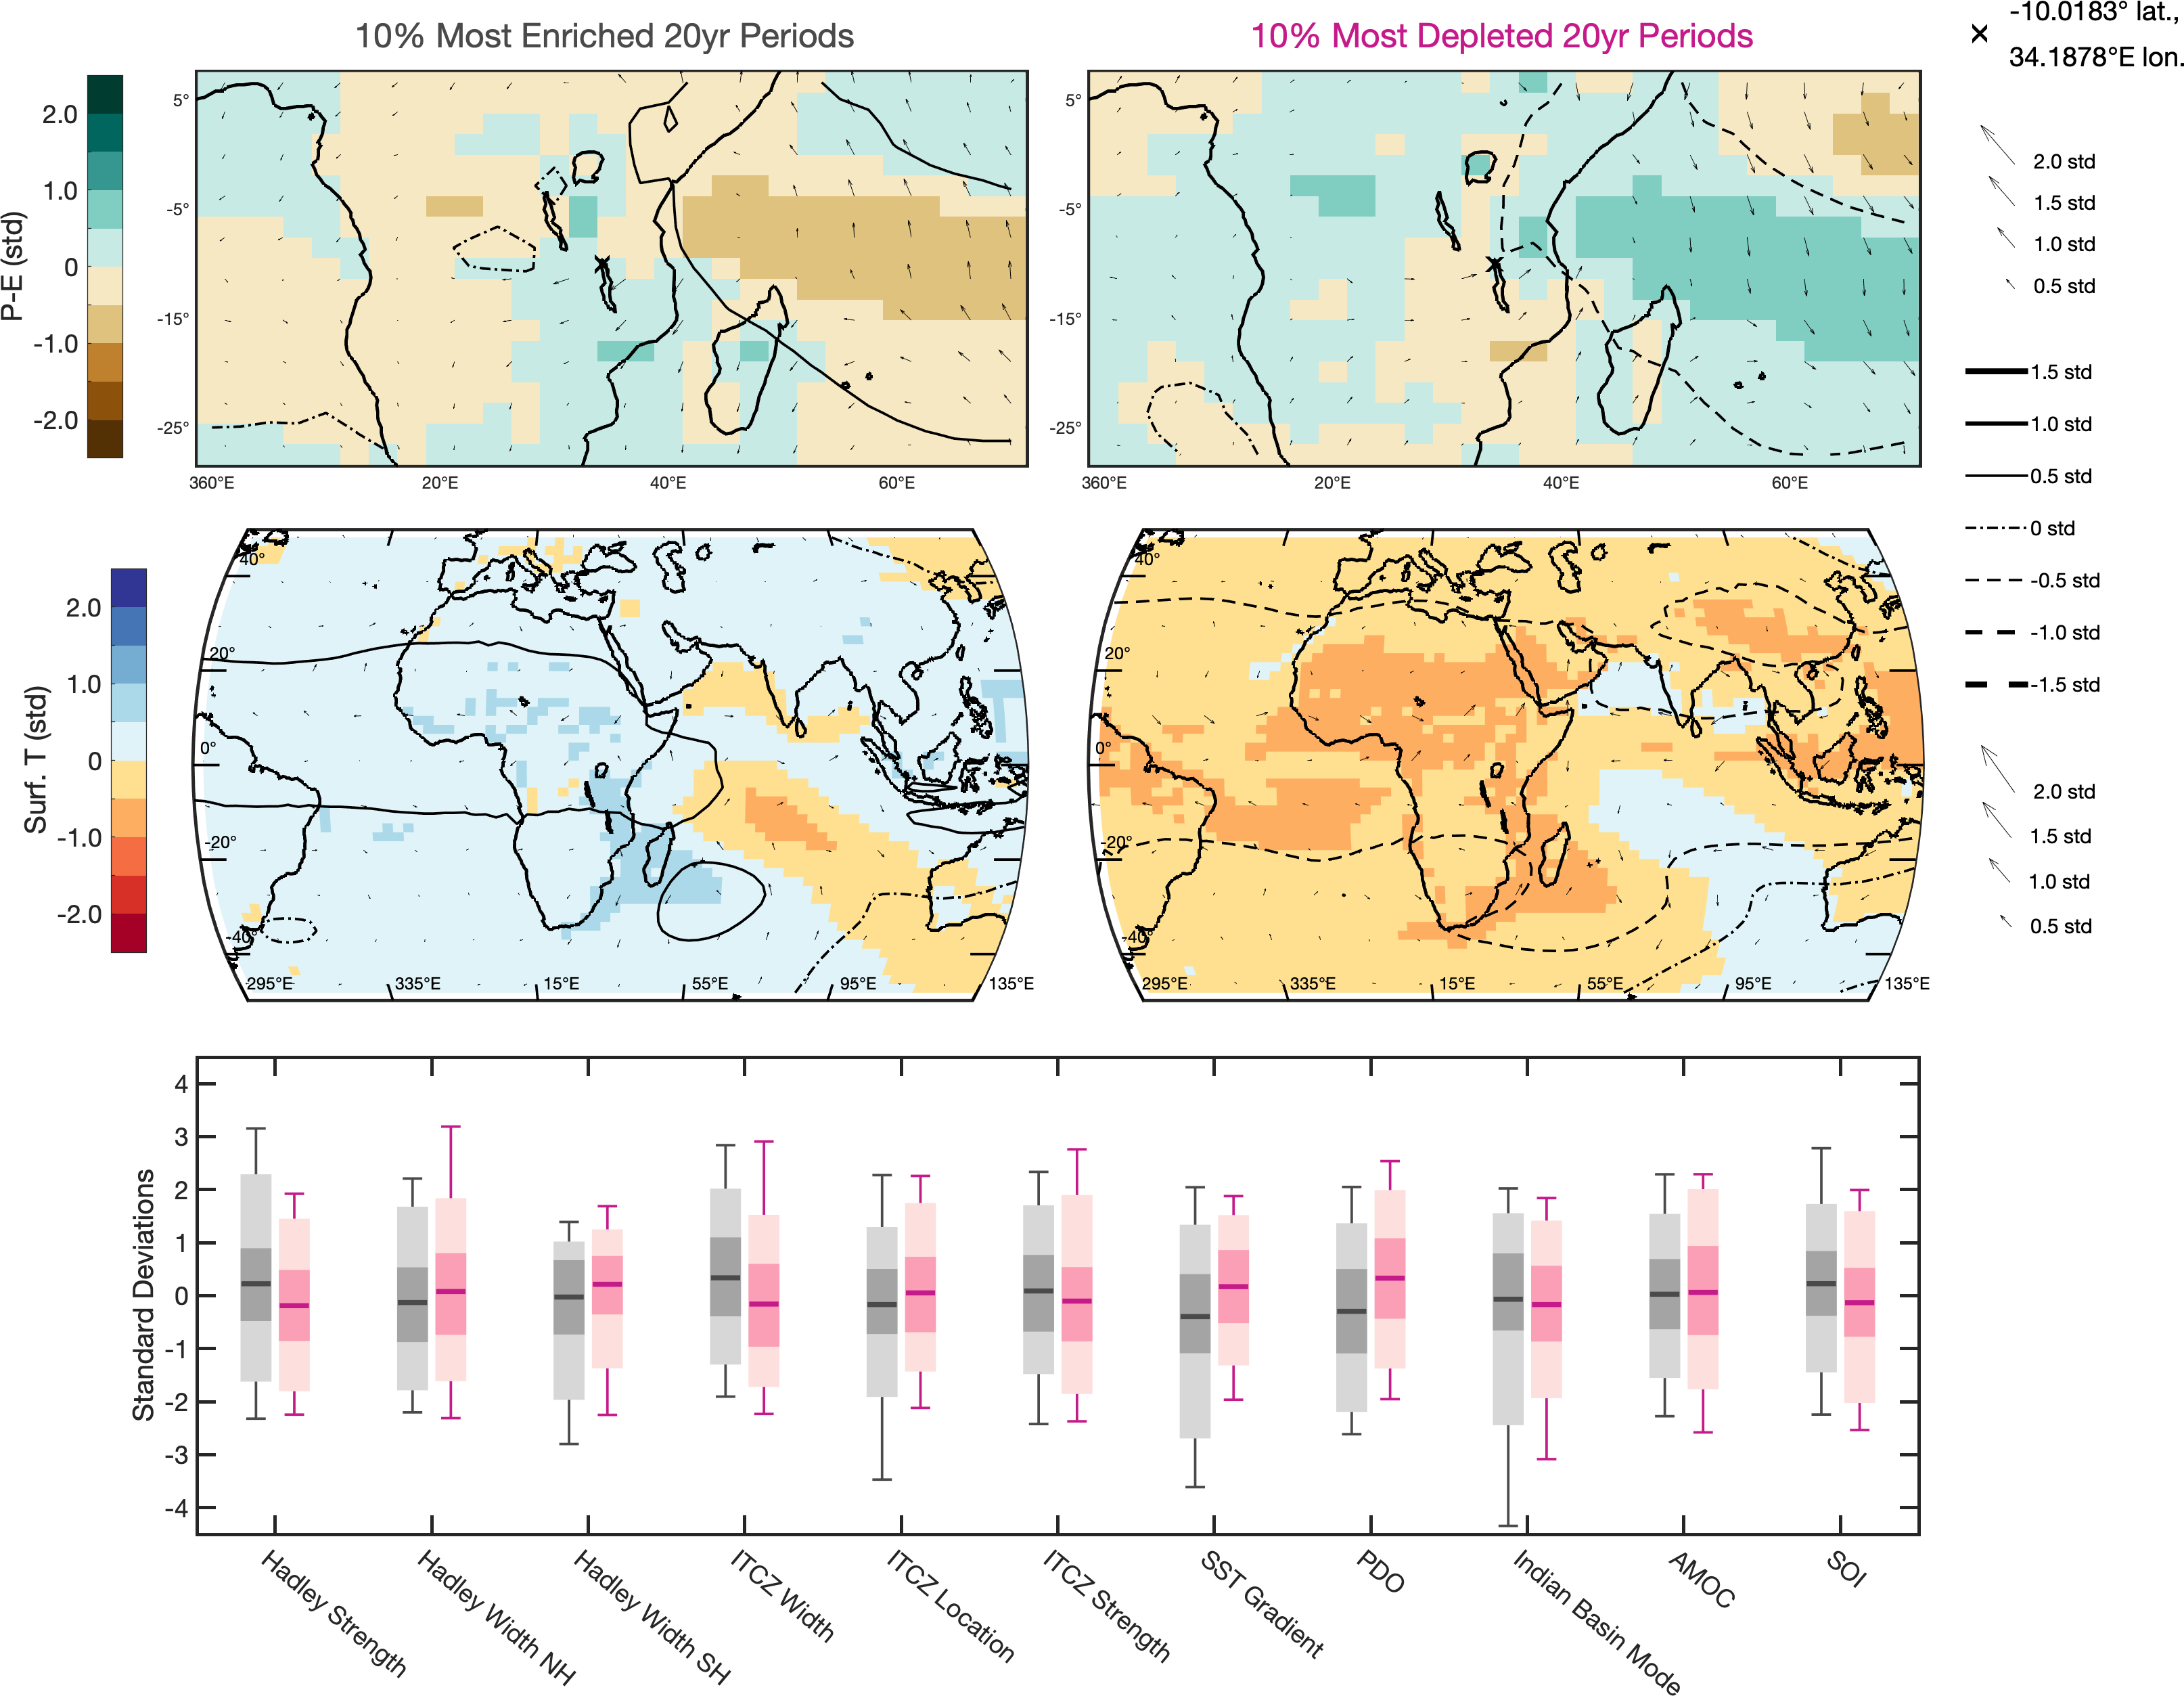 10% Most Enriched 20yr Periods
10% Most Depleted 20yr Periods
-10.0183° lat.,
34.1878°E lon.
P-E (std)
2.0
1.0
0
-1.0
-2.0
5°
-5°
-15°
-25°
360°E
20°E
40°E
60°E
5°
-5°
-15°
-25°
360°E
20°E
40°E
60°E
2.0 std
1.5 std
1.0 std
0.5 std
1.5 std
1.0 std
0.5 std
0 std
-0.5 std
-1.0 std
-1.5 std
Surf. T (std)
2.0
1.0
0
-1.0
-2.0
40°
20°
0°
-20°
-40°
295°E
335°E
15°E
55°E
95°E
135°E
40°
20°
0°
-20°
-40°
295°E
335°E
15°E
55°E
95°E
135°E
2.0 std
1.5 std
1.0 std
0.5 std
Standard Deviations
4
3
2
1
0
-1
-2
-3
-4
Hadley Strength
Hadley Width NH
Hadley Width SH
ITCZ Width
ITCZ Location
ITCZ Strength
SST Gradient
PDO
Indian Basin Mode
AMOC
SOI